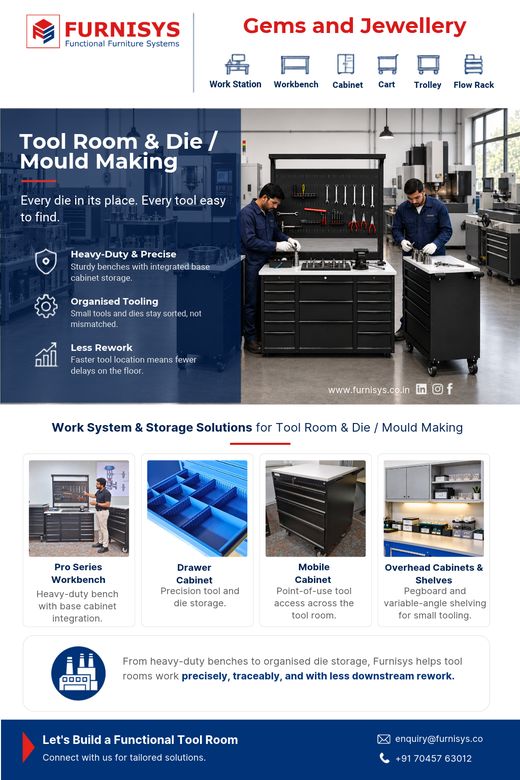 FURNISYS
Functional Furniture Systems
Gems and Jewellery
Work Station
Workbench
Cabinet
Cart
Trolley
Flow Rack
Tool Room & Die /
Mould Making
Every die in its place. Every tool easy
to find.
Heavy-Duty & Precise
Sturdy benches with integrated base
cabinet storage.
Organised Tooling
Small tools and dies stay sorted, not
mismatched.
Less Rework
Faster tool location means fewer
delays on the floor.
www.furnisys.co.in
Work System & Storage Solutions for Tool Room & Die / Mould Making
Pro Series
Workbench
Heavy-duty bench
with base cabinet
integration.
Drawer
Cabinet
Precision tool and
die storage.
Mobile
Cabinet
Point-of-use tool
access across the
tool room.
Overhead Cabinets &
Shelves
Pegboard and
variable-angle shelving
for small tooling.
From heavy-duty benches to organised die storage, Furnisys helps tool
rooms work precisely, traceably, and with less downstream rework.
Let's Build a Functional Tool Room
Connect with us for tailored solutions.
enquiry@furnisys.co
+91 70457 63012